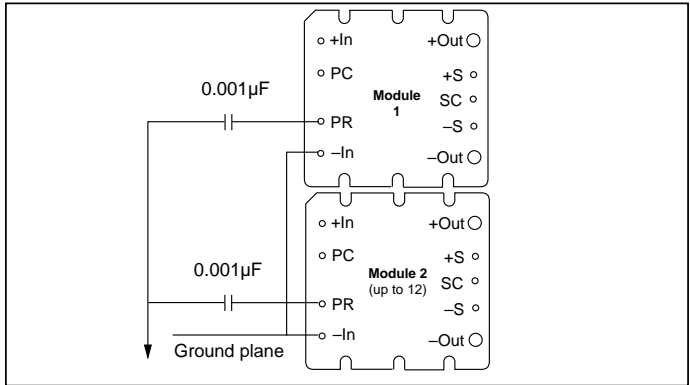 +In
+Out
PC
+S
0.001µF
Module
1
SC
PR
–S
–In
–Out
+In
+Out
PC
+S
0.001µF
Module 2
(up to 12)
SC
PR
–S
–In
–Out
Ground plane